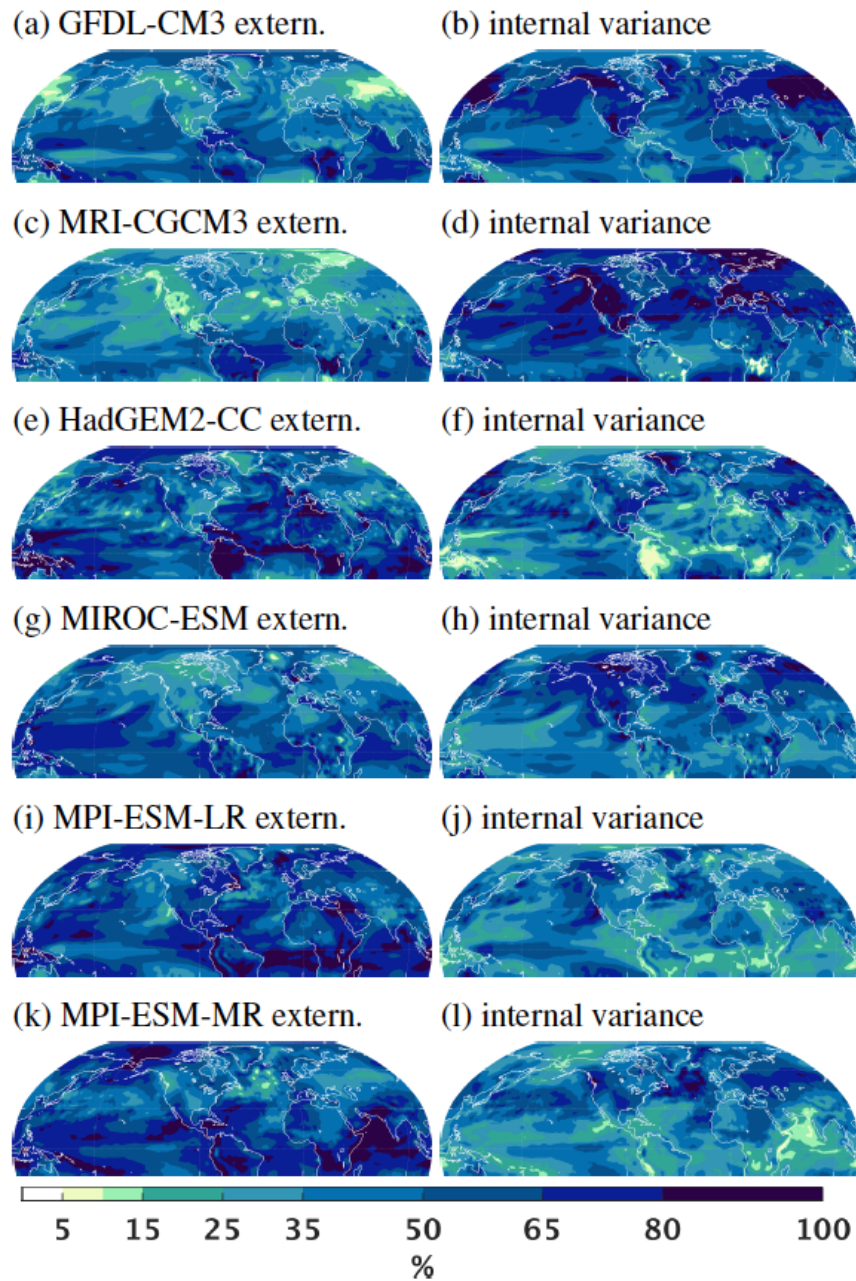 (a) GFDL-CM3 extern. (b) internal variance
(c) MRI-CGCM3 extern. (d) internal variance
(e) HadGEM2-CC extern. (f) internal variance
(g) MIROC-ESM extern. (h) internal variance
(i) MPI-ESM-LR extern. (j) internal variance
(k) MPI-ESM-MR extern. (l) internal variance
5 15 25 35 50 65 80 100
%